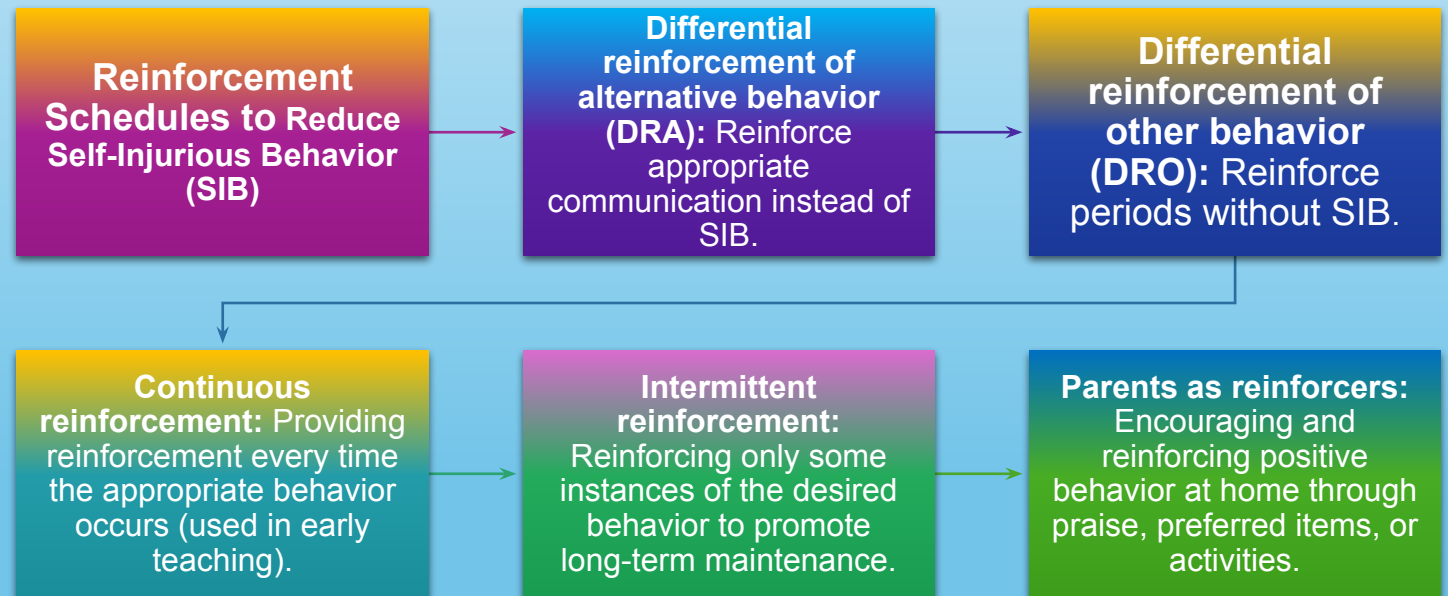 Reinforcement
Schedules to Reduce
Self-Injurious Behavior
(SIB)
Differential
reinforcement of
alternative behavior
(DRA): Reinforce
appropriate
communication instead of
SIB.
Differential
reinforcement of
other behavior
(DRO): Reinforce
periods without SIB.
Continuous
reinforcement: Providing
reinforcement every time
the appropriate behavior
occurs (used in early
teaching).
Intermittent
reinforcement:
Reinforcing only some
instances of the desired
behavior to promote
long-term maintenance.
Parents as reinforcers:
Encouraging and
reinforcing positive
behavior at home through
praise, preferred items, or
activities.